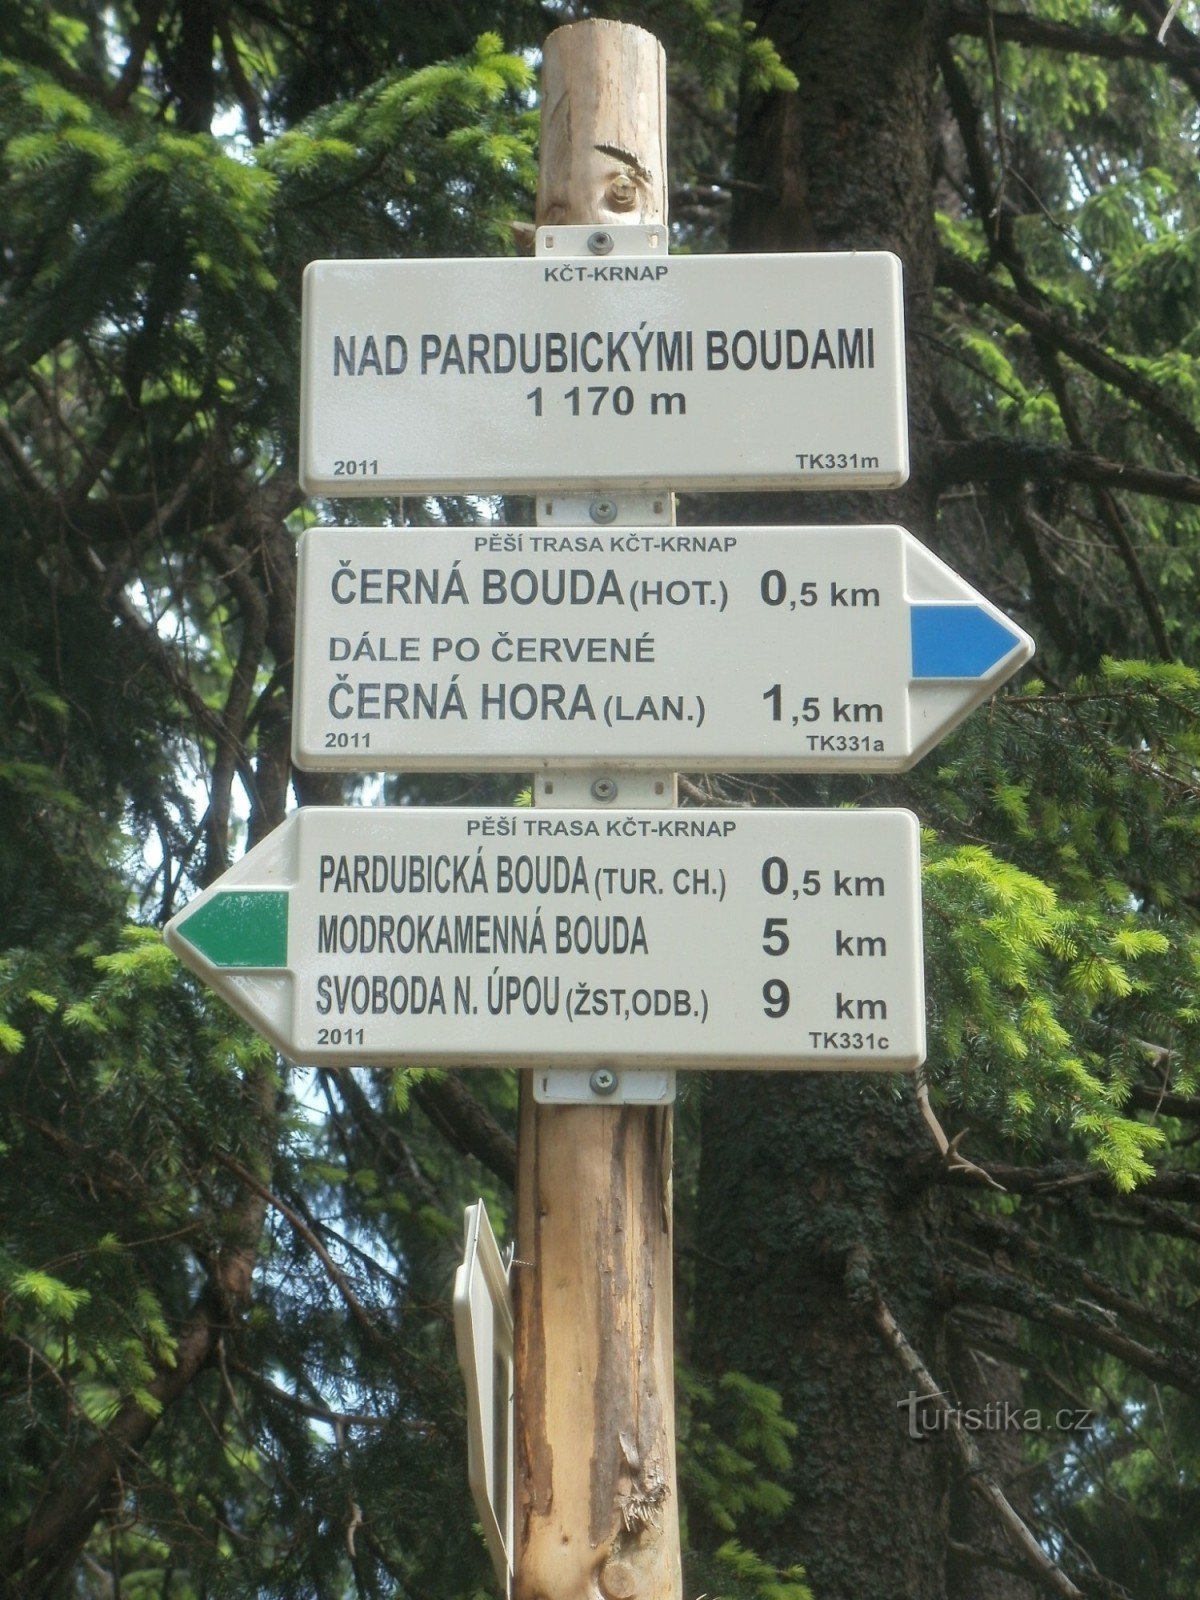 KČT-KRNAP
NAD PARDUBICKÝMI BOUDAMI
1 170 m
2011 TK331m
PĚŠÍ TRASA KČT-KRNAP
ČERNÁ BOUDA (HOT.) 0,5 km
DÁLE PO ČERVENÉ
ČERNÁ HORA (LAN.) 1,5 km
2011 TK331a
PĚŠÍ TRASA KČT-KRNAP
PARDUBICKÁ BOUDA (TUR. CH.) 0,5 km
MODROKAMENNÁ BOUDA 5 km
SVOBODA N. ÚPOU (ŽST,ODB.) 9 km
2011 TK331c
Turistika.cz